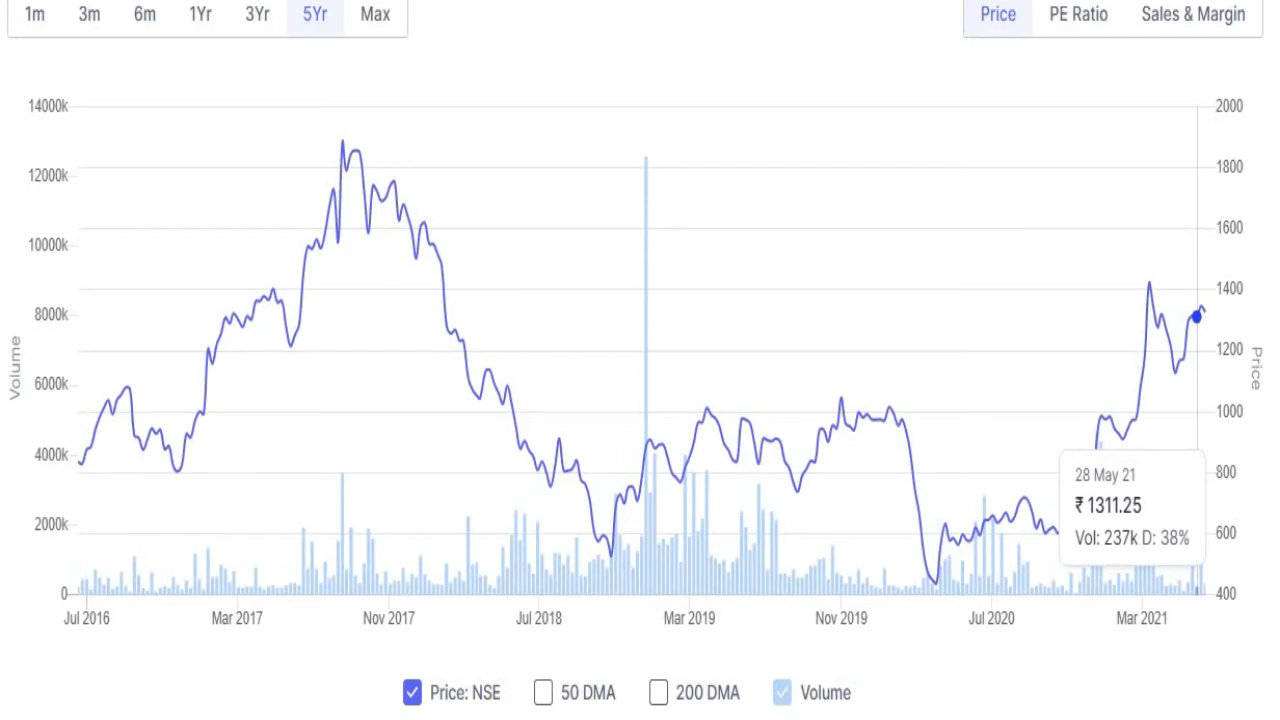 1m 3m 6m 1Yr 3Yr 5Yr Max Price PE Ratio Sales & Margin
14000k 2000
12000k 1800
10000k 1600
8000k 1400
6000k 1200
4000k 1000
2000k 800
0 600
400
Volume
Price
28 May 21
₹ 1311.25
Vol: 237k D: 38%
Jul 2016 Mar 2017 Nov 2017 Jul 2018 Mar 2019 Nov 2019 Jul 2020 Mar 2021
Price: NSE 50 DMA 200 DMA Volume